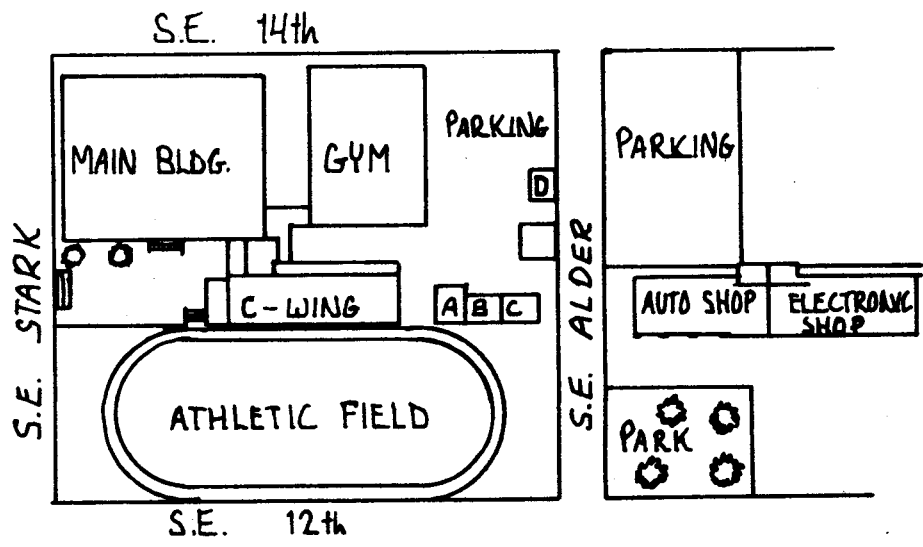 S.E. 14th
MAIN BLDG.
GYM
PARKING
D
PARKING
S.E. STARK
C-WING
A
B
C
S.E. ALDER
AUTO SHOP
ELECTRONIC
SHOP
ATHLETIC FIELD
PARK
S.E. 12th